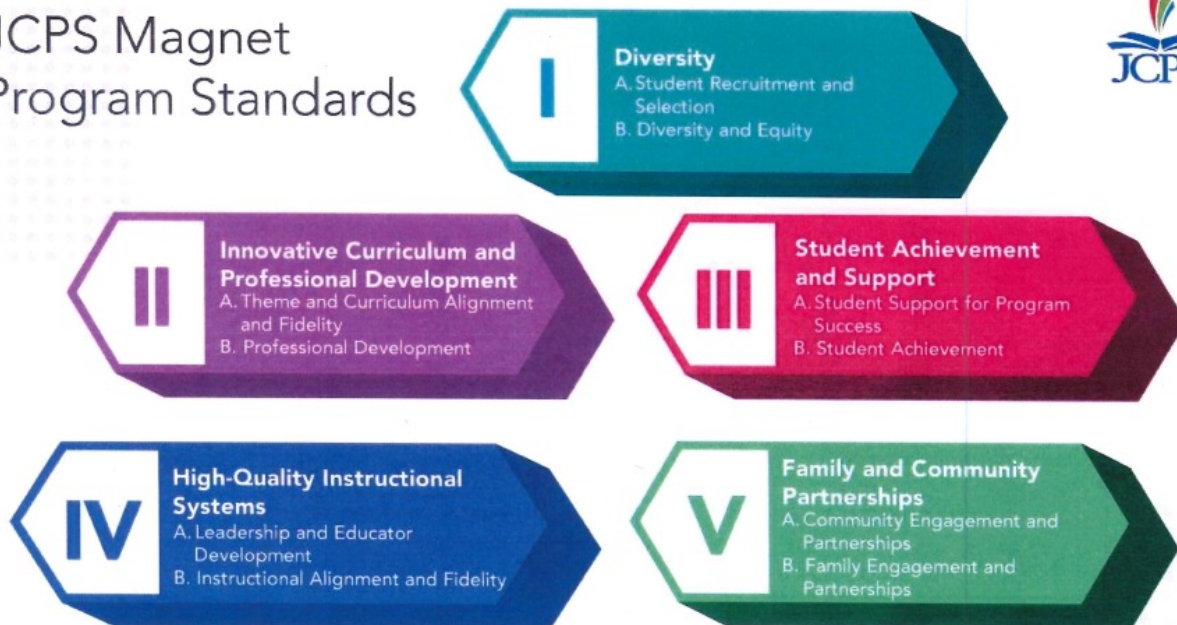 JCPS Magnet
Program Standards
JCP
I
Diversity
A. Student Recruitment and
Selection
B. Diversity and Equity
II
Innovative Curriculum and
Professional Development
A. Theme and Curriculum Alignment
and Fidelity
B. Professional Development
III
Student Achievement
and Support
A. Student Support for Program
Success
B. Student Achievement
IV
High-Quality Instructional
Systems
A. Leadership and Educator
Development
B. Instructional Alignment and Fidelity
V
Family and Community
Partnerships
A. Community Engagement and
Partnerships
B. Family Engagement and
Partnerships